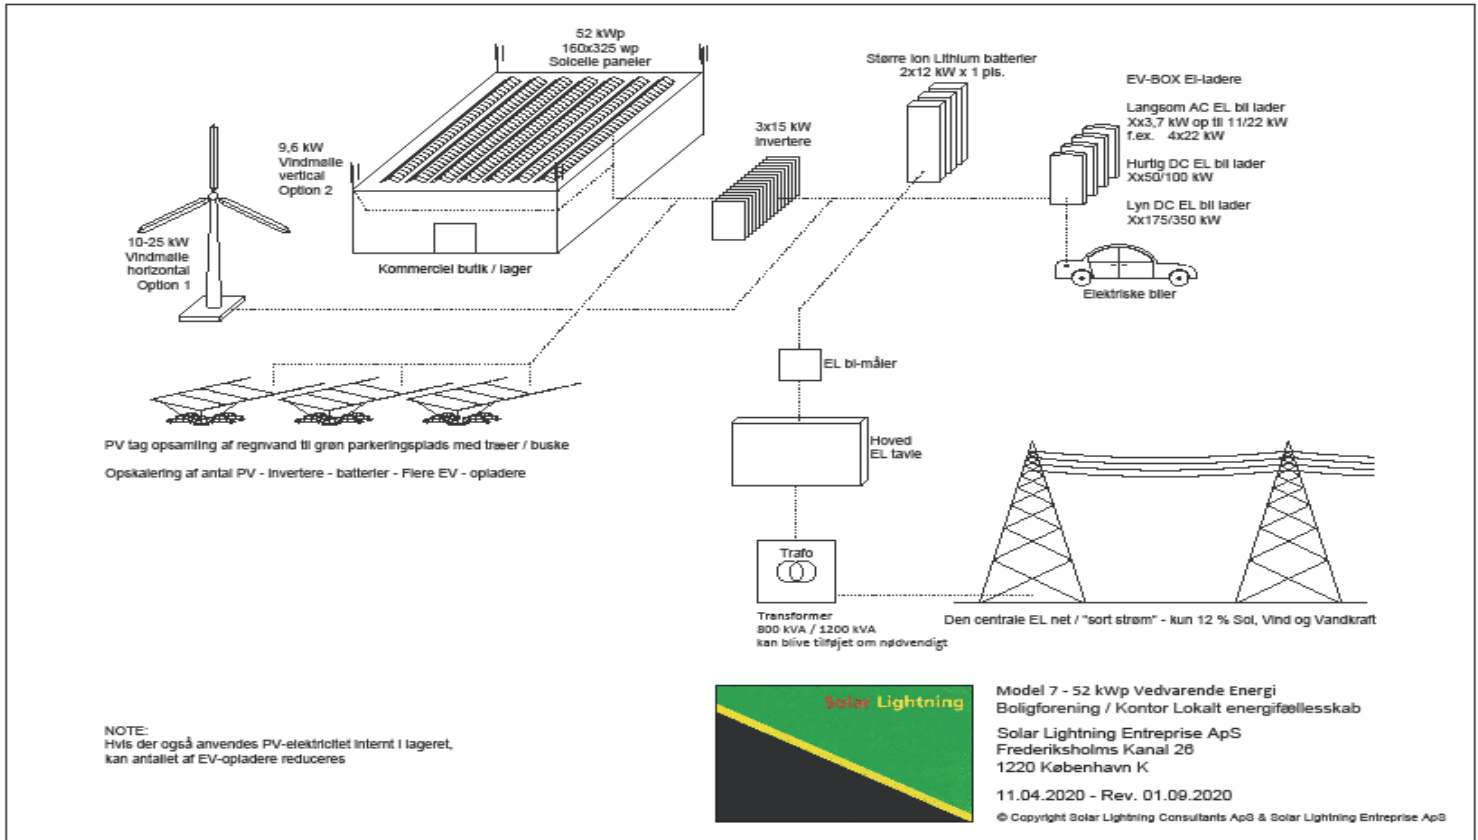 52 kWp
160x325 wp
Solcelle paneler
Større Ion Lithium batterier
2x12 kW x 1 pls.
EV-BOX El-ladere
Langsom AC EL bil lader
Xx3,7 kW op til 11/22 kW
f.ex. 4x22 kW
Hurtig DC EL bil lader
Xx50/100 kW
Lyn DC EL bil lader
Xx175/350 kW
3x15 kW
Invertere
9,6 kW
Vindmølle
vertical
Option 2
10-25 kW
Vindmølle
horizontal
Option 1
Kommerciel butik / lager
Elektriske biler
EL bi-måler
PV tag opsamling af regnvand til grøn parkeringsplads med træer / buske
Opskalering af antal PV - Invertere - batterier - Flere EV - opladere
Hoved
EL tavle
Trafo
Transformer
800 kVA / 1200 kVA
kan blive tilføjet om nødvendigt
Den centrale EL net / "sort strøm" - kun 12 % Sol, Vind og Vandkraft
Solar Lightning
Model 7 - 52 kWp Vedvarende Energi
Boligforening / Kontor Lokalt energifællesskab
Solar Lightning Entreprise ApS
Frederiksholms Kanal 26
1220 København K
11.04.2020 - Rev. 01.09.2020
© Copyright Solar Lightning Consultants ApS & Solar Lightning Entreprise ApS
NOTE:
Hvis der også anvendes PV-elektricitet internt i lageret,
kan antallet af EV-opladere reduceres